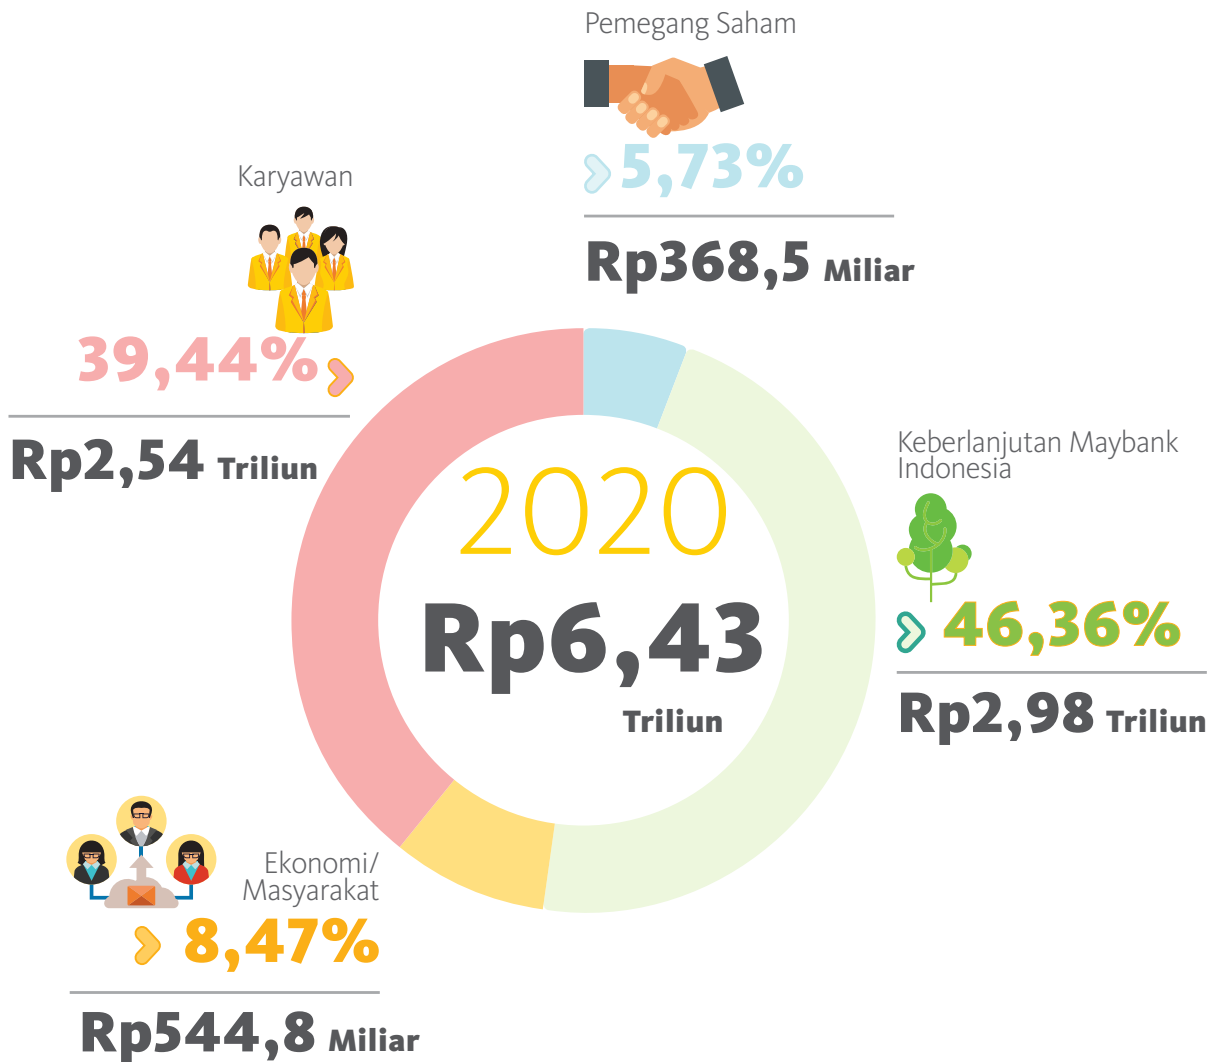 Pemegang Saham
5,73%
Rp368,5 Miliar
Karyawan
39,44%
Rp2,54 Triliun
2020
Rp6,43
Triliun
Keberlanjutan Maybank
Indonesia
46,36%
Rp2,98 Triliun
Ekonomi/
Masyarakat
8,47%
Rp544,8 Miliar